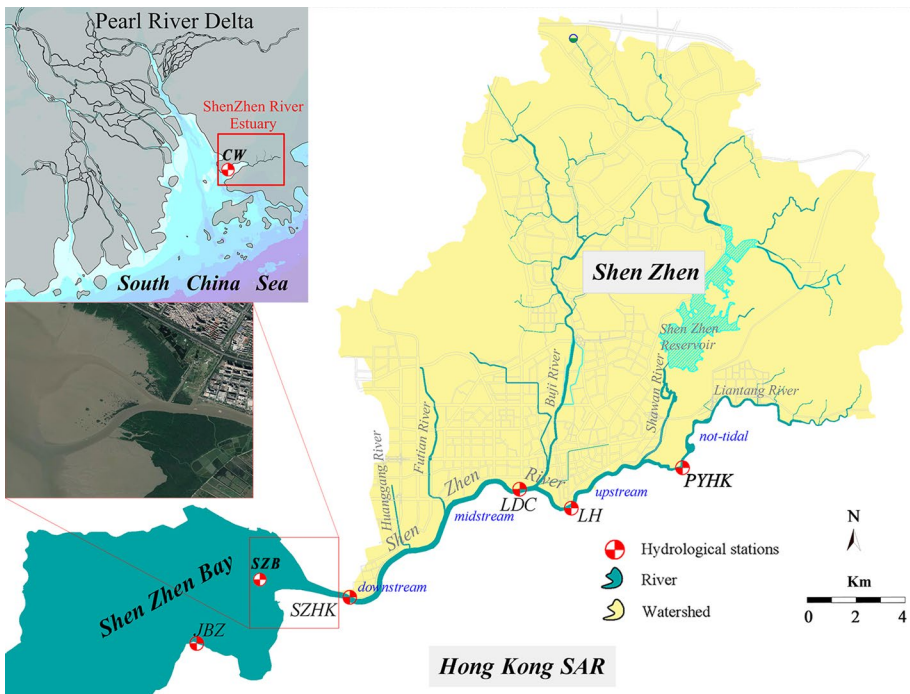 Pearl River Delta
ShenZhen River
Estuary
CW
South China Sea
Shen Zhen
Shen Zhen
Reservoir
Liantang River
Shawan River
Buji River
Futian River
Huanggang River
not-tidal
PYHK
upstream
LH
LDC
Shen Zhen River
midstream
downstream
SZHK
SZB
Shen Zhen Bay
JBZ
Hydrological stations
River
Watershed
N
Km
0 2 4
Hong Kong SAR